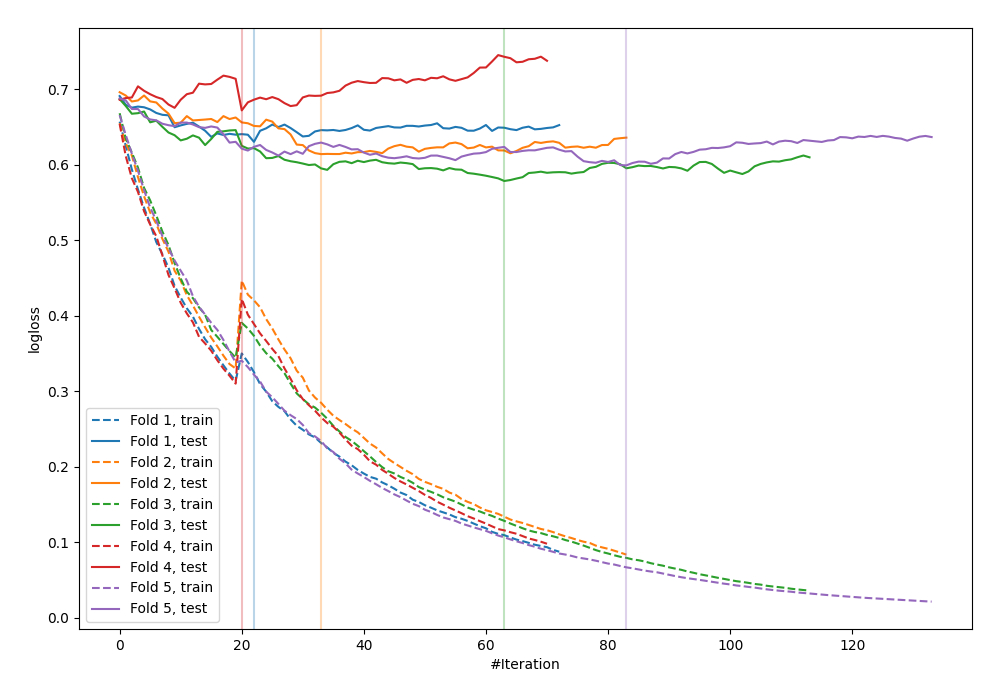 0.7
0.6
0.5
0.4
0.3
0.2
0.1
0.0
logloss
Fold 1, train
Fold 1, test
Fold 2, train
Fold 2, test
Fold 3, train
Fold 3, test
Fold 4, train
Fold 4, test
Fold 5, train
Fold 5, test
0 20 40 60 80 100 120
#Iteration